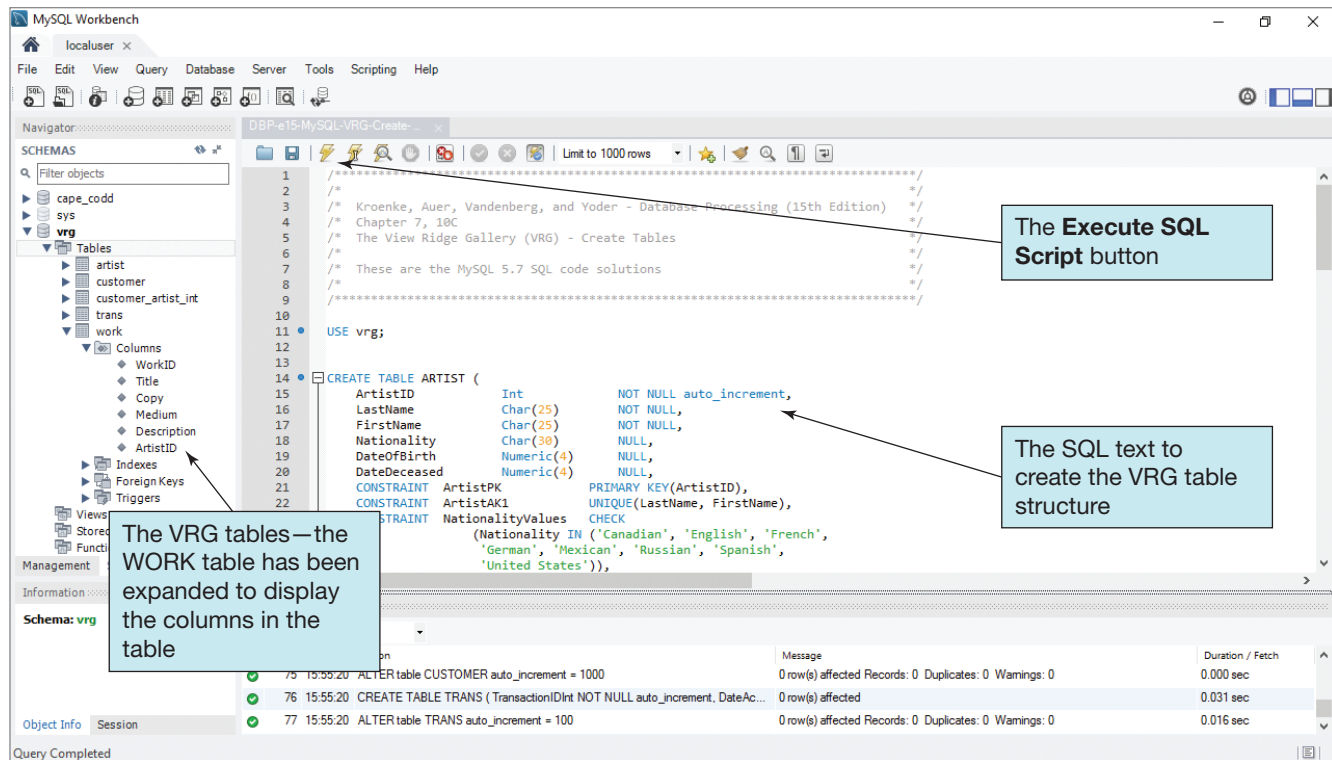 MySQL Workbench
localuser
File Edit View Query Database Server Tools Scripting Help
Navigator
SCHEMAS
Filter objects
cape_codd
sys
vrg
Tables
artist
customer
customer_artist_int
trans
work
Columns
WorkID
Title
Copy
Medium
Description
ArtistID
Indexes
Foreign Keys
Triggers
Views
Stored
Functi
Management
Information
Schema: vrg
Object Info Session
Query Completed
DBP-e15-MySQL-VRG-Create-...
Limit to 1000 rows
1 /********************************************************************************/
2 /* */
3 /* Kroenke, Auer, Vandenberg, and Yoder - Database Processing (15th Edition) */
4 /* Chapter 7, 10C */
5 /* The View Ridge Gallery (VRG) - Create Tables */
6 /* */
7 /* These are the MySQL 5.7 SQL code solutions */
8 /* */
9 /********************************************************************************/
10
11 USE vrg;
12
13
14 CREATE TABLE ARTIST (
15 ArtistID Int NOT NULL auto_increment,
16 LastName Char(25) NOT NULL,
17 FirstName Char(25) NOT NULL,
18 Nationality Char(30) NULL,
19 DateOfBirth Numeric(4) NULL,
20 DateDeceased Numeric(4) NULL,
21 CONSTRAINT ArtistPK PRIMARY KEY(ArtistID),
22 CONSTRAINT ArtistAK1 UNIQUE(LastName, FirstName),
STRAINT NationalityValues CHECK
(Nationality IN ('Canadian', 'English', 'French',
'German', 'Mexican', 'Russian', 'Spanish',
'United States')),
Message Duration / Fetch
75 15:55:20 ALTER table CUSTOMER auto_increment = 1000 0 row(s) affected Records: 0 Duplicates: 0 Warnings: 0 0.000 sec
76 15:55:20 CREATE TABLE TRANS ( TransactionIDInt NOT NULL auto_increment, DateAc... 0 row(s) affected 0.031 sec
77 15:55:20 ALTER table TRANS auto_increment = 100 0 row(s) affected Records: 0 Duplicates: 0 Warnings: 0 0.016 sec
The Execute SQL
Script button
The SQL text to
create the VRG table
structure
The VRG tables—the
WORK table has been
expanded to display
the columns in the
table